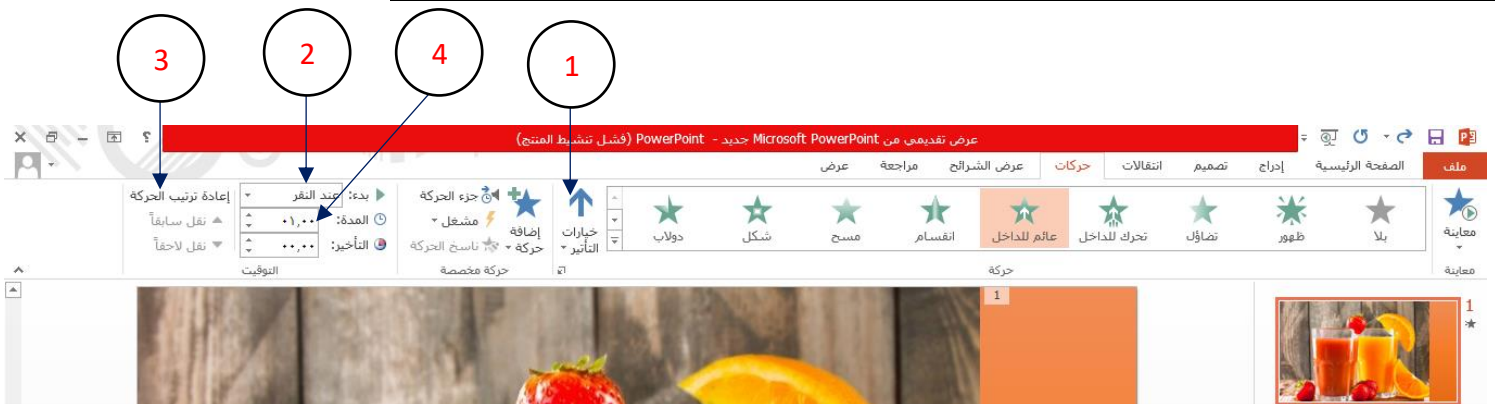 3
2
4
1
عرض تقديمي من Microsoft PowerPoint جديد - PowerPoint (فشل تنشيط المنتج)
?
ملف
الصفحة الرئيسية
إدراج
تصميم
انتقالات
حركات
عرض الشرائح
مراجعة
عرض
معاينة
معاينة
بلا
ظهور
تضاؤل
تحرك للداخل
عائم للداخل
انقسام
مسح
شكل
دولاب
حركة
خيارات التأثير
إضافة حركة
جزء الحركة
مشغل
ناسخ الحركة
حركة مخصصة
بدء: عند النقر
المدة: ٠١,٠٠
التأخير: ٠٠,٠٠
إعادة ترتيب الحركة
نقل سابقاً
نقل لاحقاً
التوقيت
1
1